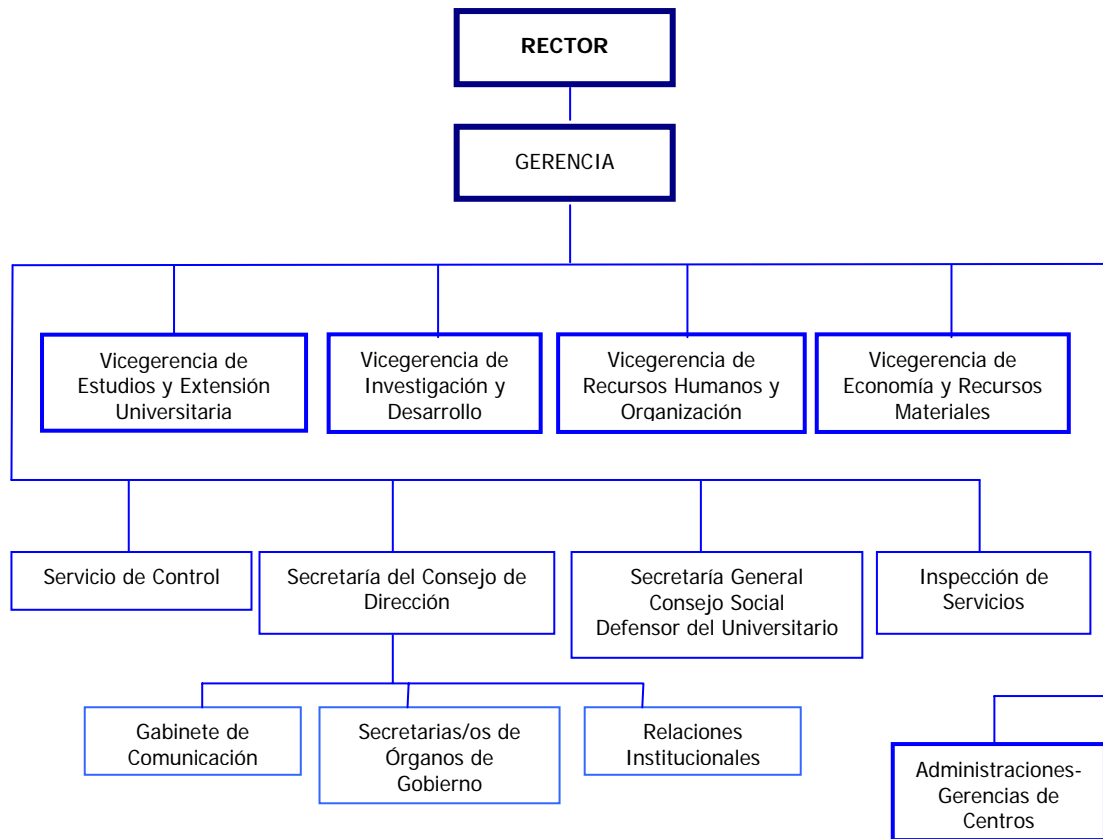 RECTOR
GERENCIA
Vicegerencia de
Estudios y Extensión
Universitaria
Vicegerencia de
Investigación y
Desarrollo
Vicegerencia de
Recursos Humanos y
Organización
Vicegerencia de
Economía y Recursos
Materiales
Servicio de Control
Secretaría del Consejo de
Dirección
Secretaría General
Consejo Social
Defensor del Universitario
Inspección de
Servicios
Gabinete de
Comunicación
Secretarias/os de
Órganos de
Gobierno
Relaciones
Institucionales
Administraciones-
Gerencias de
Centros